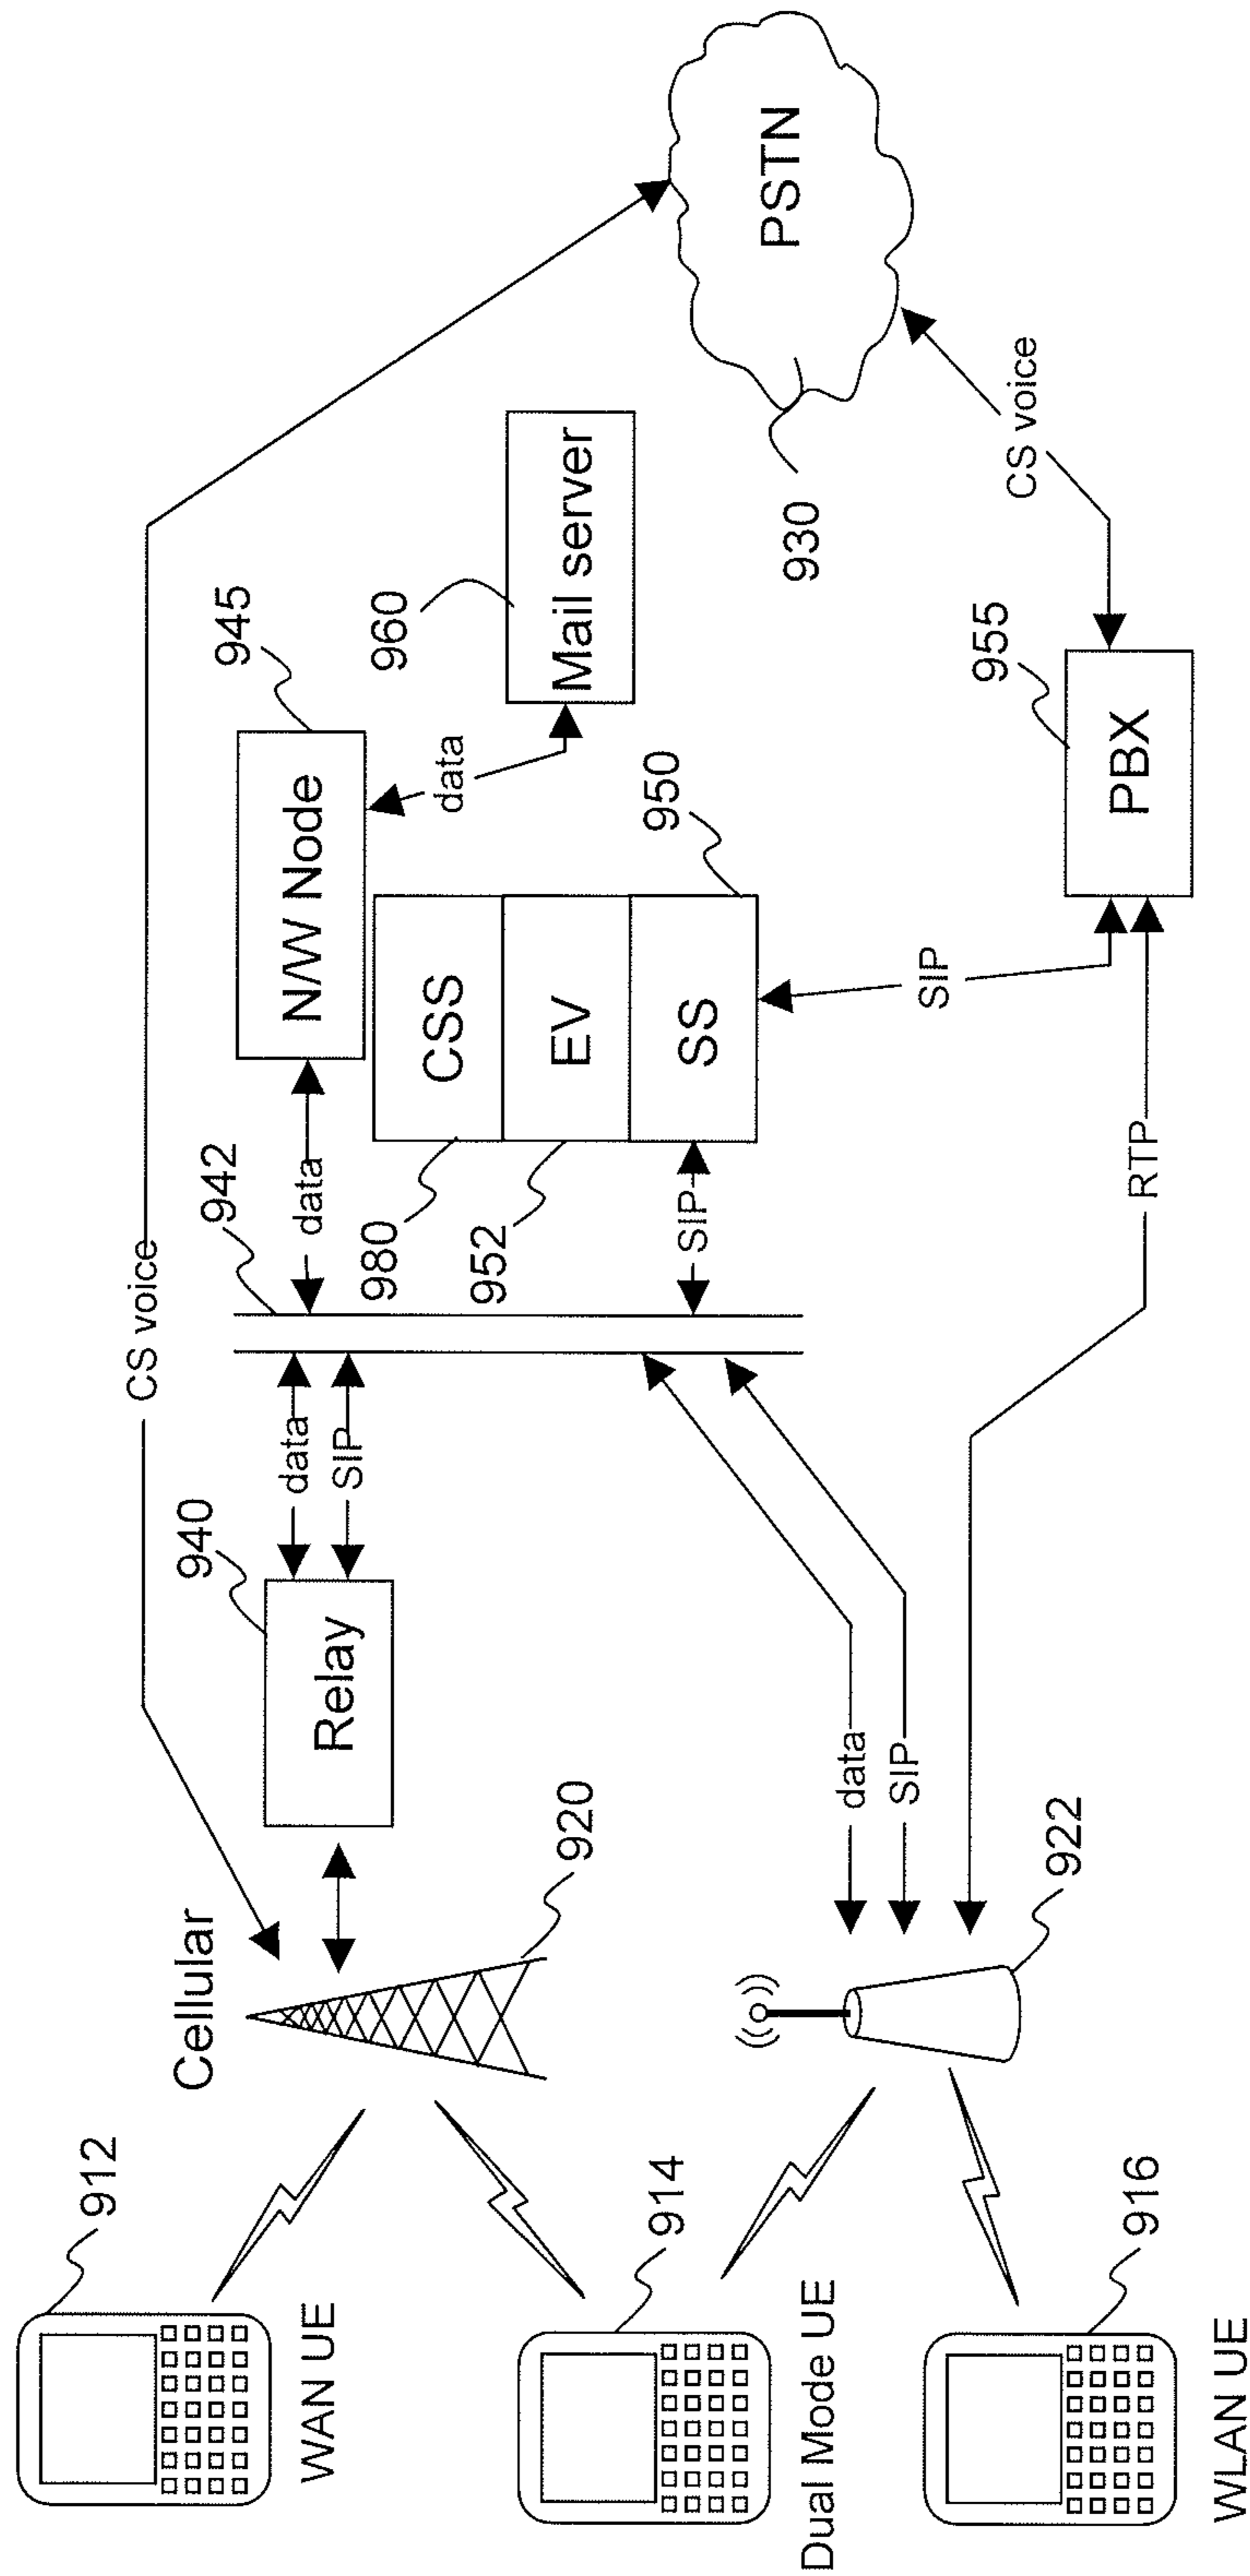 912
WAN UE
914
Dual Mode UE
916
WLAN UE
Cellular
920
922
CS voice
940
Relay
data
SIP
data
SIP
942
data
945
N/W Node
980
CSS
952
EV
950
SS
SIP
data
960
Mail server
SIP
RTP
955
PBX
CS voice
930
PSTN